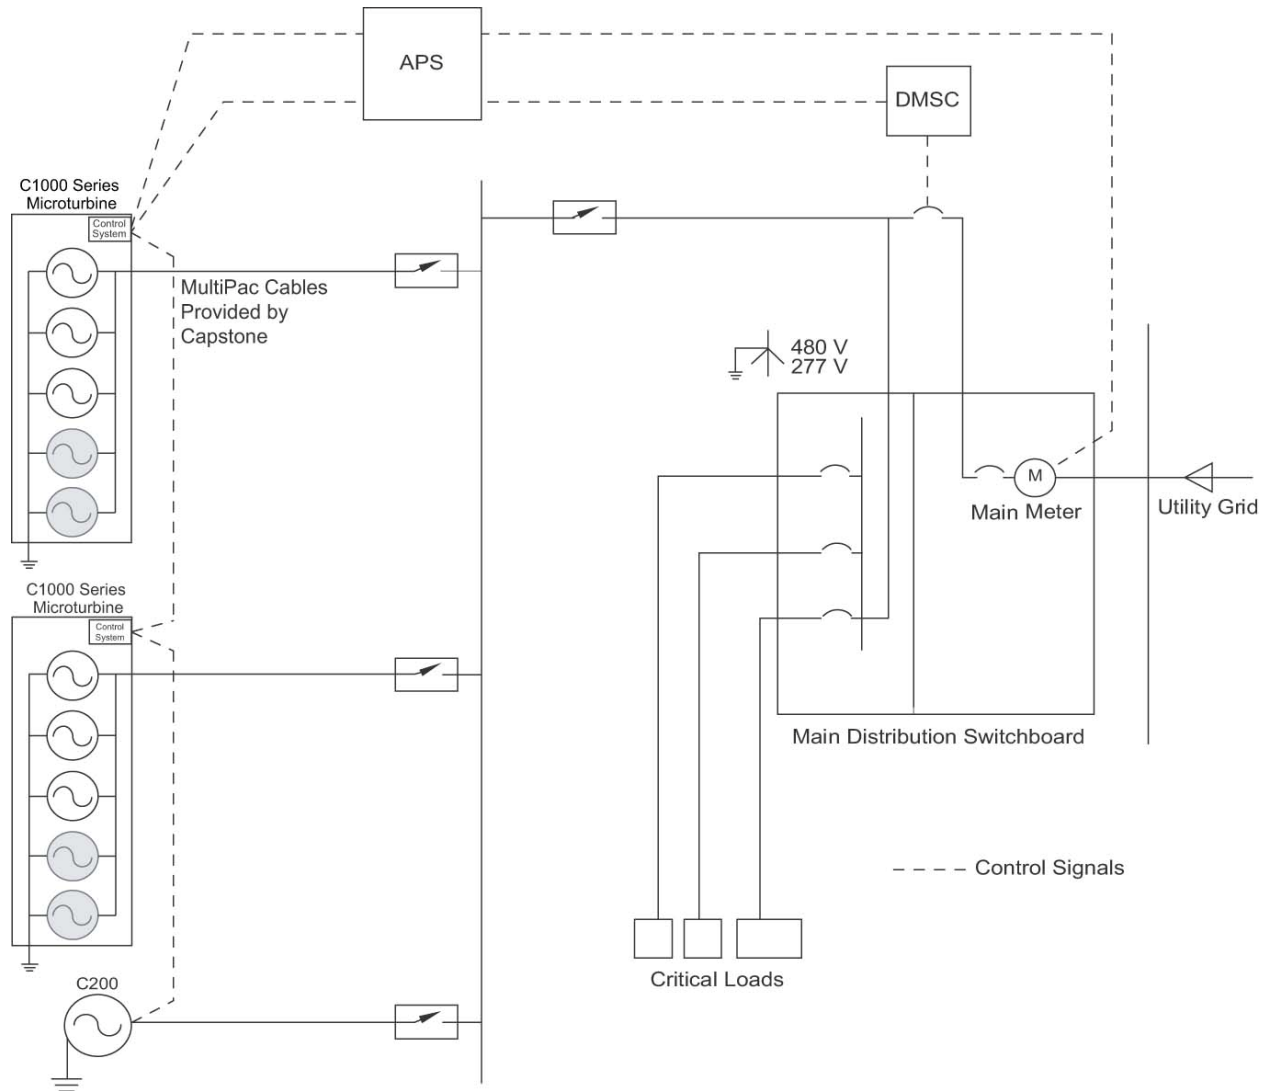 APS
DMSC
C1000 Series
Microturbine
Control
System
MultiPac Cables
Provided by
Capstone
480 V
277 V
M
Main Meter
Utility Grid
C1000 Series
Microturbine
Control
System
Main Distribution Switchboard
Control Signals
Critical Loads
C200